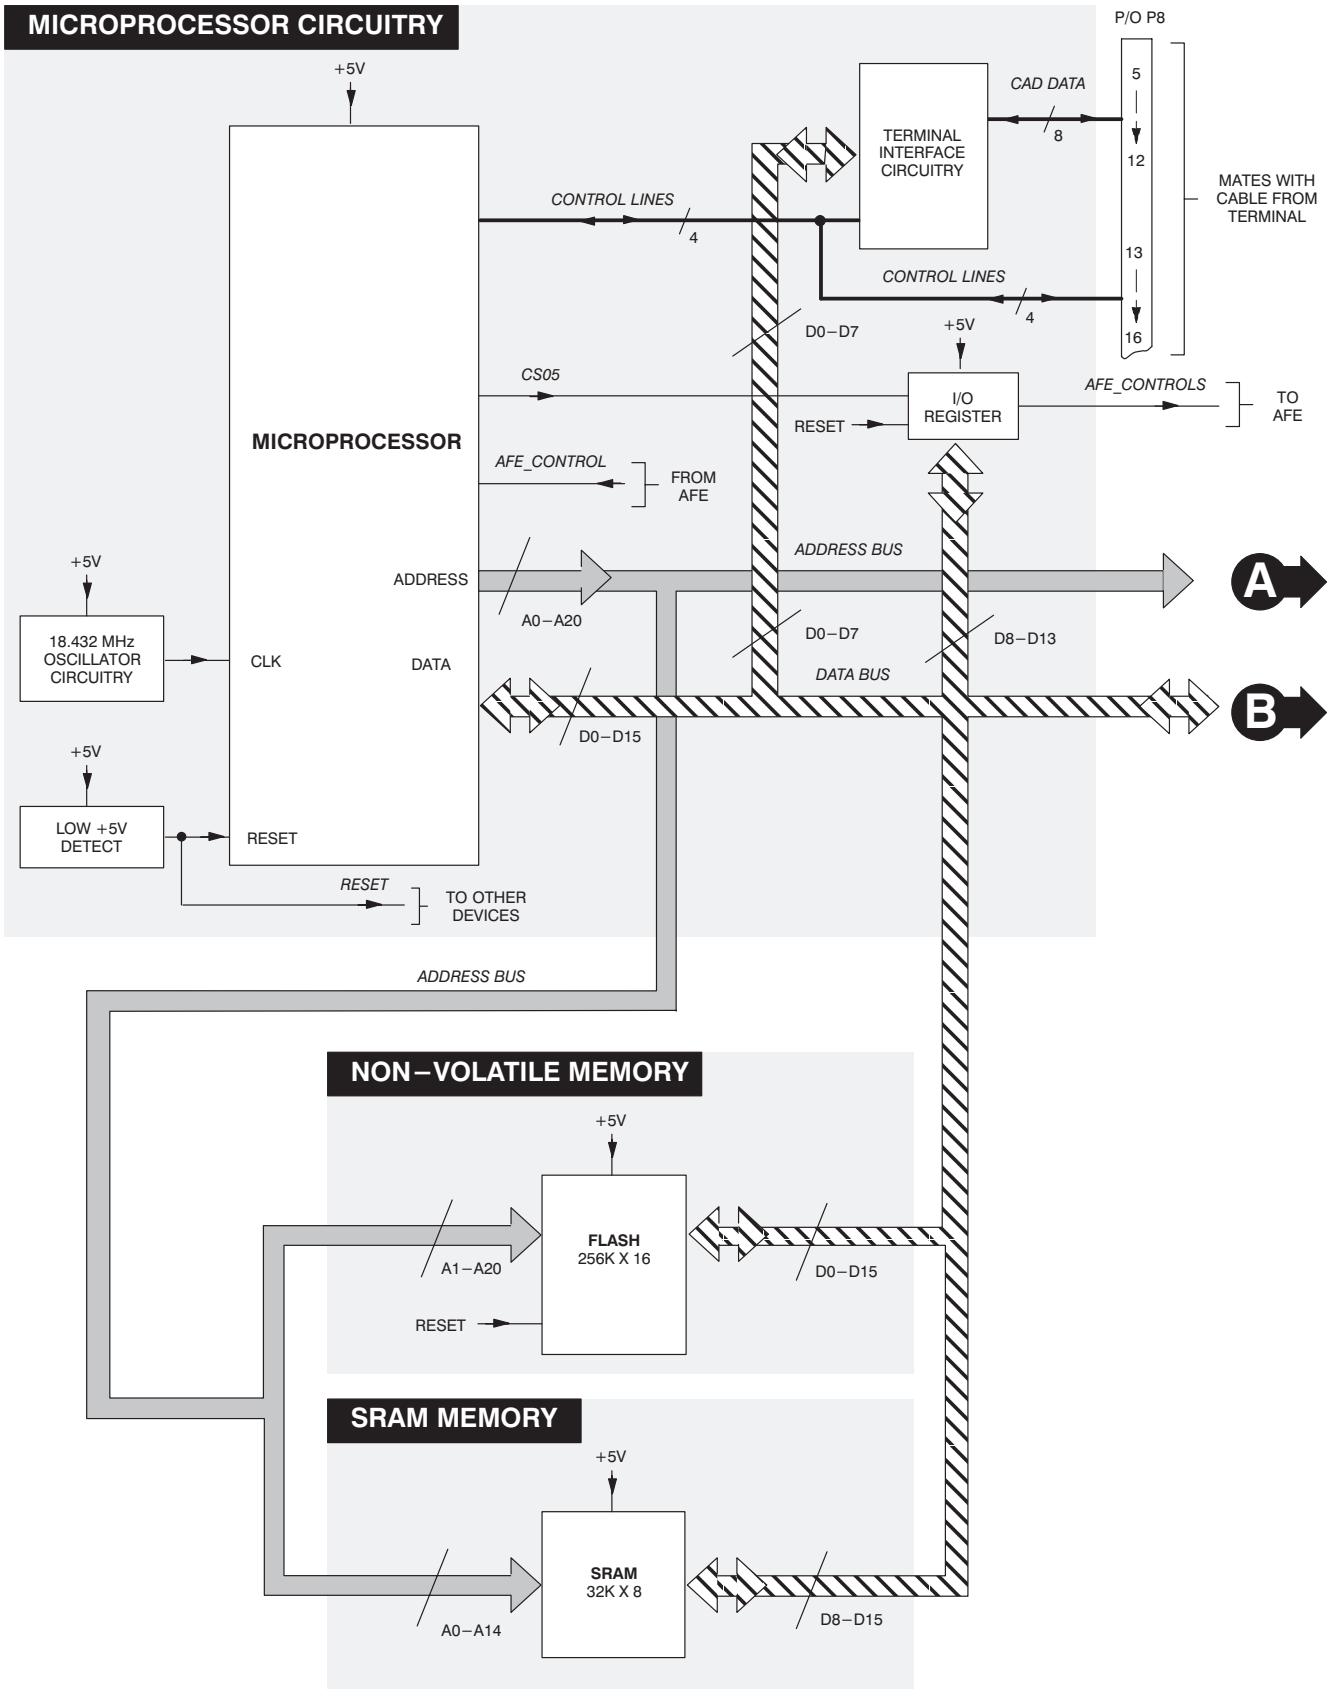 MICROPROCESSOR CIRCUITRY
P/O P8
+5V
CAD DATA
8
5
12
13
16
TERMINAL
INTERFACE
CIRCUITRY
MATES WITH
CABLE FROM
TERMINAL
CONTROL LINES
4
CONTROL LINES
4
D0−D7
+5V
CS05
I/O
REGISTER
RESET
AFE_CONTROLS
TO
AFE
MICROPROCESSOR
AFE_CONTROL
FROM
AFE
ADDRESS
A0−A20
ADDRESS BUS
A
+5V
18.432 MHz
OSCILLATOR
CIRCUITRY
CLK
DATA
D0−D7
D8−D13
DATA BUS
D0−D15
B
+5V
LOW +5V
DETECT
RESET
RESET
TO OTHER
DEVICES
ADDRESS BUS
NON−VOLATILE MEMORY
+5V
FLASH
256K X 16
A1−A20
D0−D15
RESET
SRAM MEMORY
+5V
SRAM
32K X 8
A0−A14
D8−D15